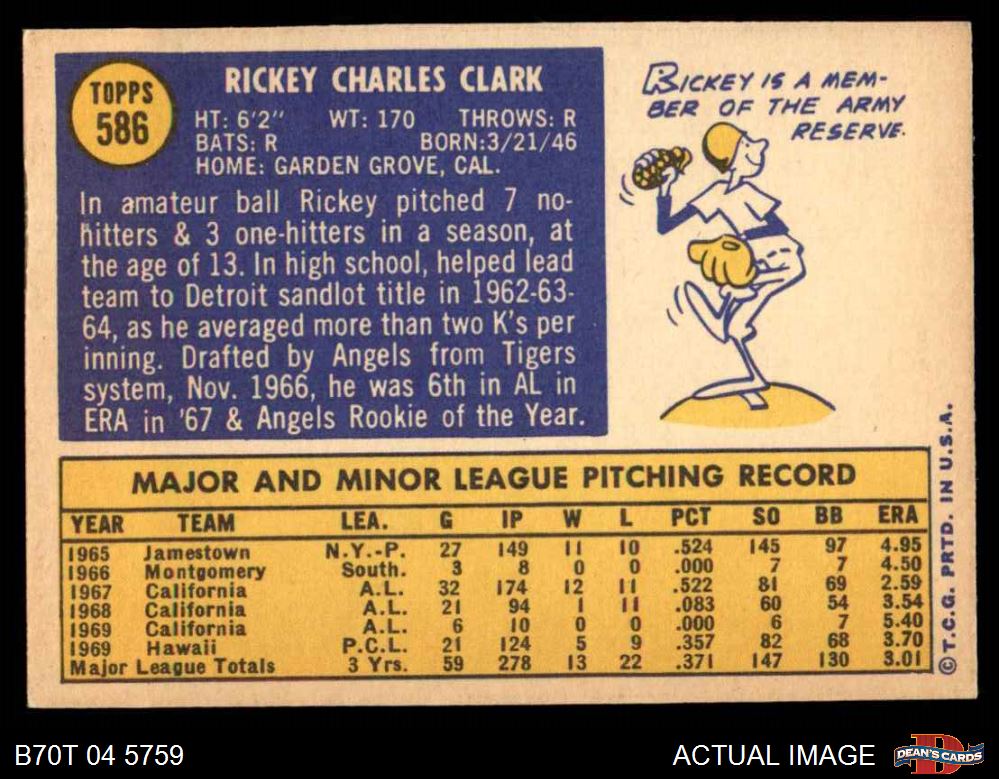 TOPPS
586
RICKEY CHARLES CLARK
HT: 6'2" WT: 170 THROWS: R
BATS: R BORN:3/21/46
HOME: GARDEN GROVE, CAL.
In amateur ball Rickey pitched 7 no-
hitters & 3 one-hitters in a season, at
the age of 13. In high school, helped lead
team to Detroit sandlot title in 1962-63-
64, as he averaged more than two K's per
inning. Drafted by Angels from Tigers
system, Nov. 1966, he was 6th in AL in
ERA in '67 & Angels Rookie of the Year.
RICKEY IS A MEM-
BER OF THE ARMY
RESERVE.
MAJOR AND MINOR LEAGUE PITCHING RECORD
YEAR TEAM LEA. G IP W L PCT SO BB ERA
1965 Jamestown N.Y.-P. 27 149 11 10 .524 145 97 4.95
1966 Montgomery South. 3 8 0 0 .000 7 7 4.50
1967 California A.L. 32 174 12 11 .522 81 69 2.59
1968 California A.L. 21 94 1 11 .083 60 54 3.54
1969 California A.L. 6 10 0 0 .000 6 7 5.40
1969 Hawaii P.C.L. 21 124 5 9 .357 82 68 3.70
Major League Totals 3 Yrs. 59 278 13 22 .371 147 130 3.01
© T.C.G. PRTD. IN U.S.A.
B70T 04 5759
ACTUAL IMAGE
D
DEAN'S CARDS